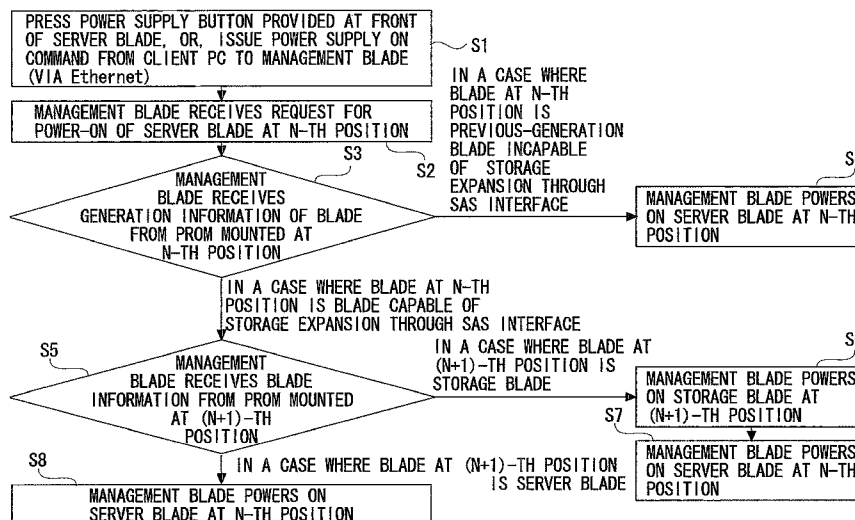 PRESS POWER SUPPLY BUTTON PROVIDED AT FRONT
OF SERVER BLADE, OR, ISSUE POWER SUPPLY ON
COMMAND FROM CLIENT PC TO MANAGEMENT BLADE
(VIA Ethernet)
S1
MANAGEMENT BLADE RECEIVES REQUEST FOR
POWER-ON OF SERVER BLADE AT N-TH POSITION
S2
S3
MANAGEMENT
BLADE RECEIVES
GENERATION INFORMATION OF BLADE
FROM PROM MOUNTED AT
N-TH POSITION
IN A CASE WHERE
BLADE AT N-TH
POSITION IS
PREVIOUS-GENERATION
BLADE INCAPABLE
OF STORAGE
EXPANSION THROUGH
SAS INTERFACE
S
MANAGEMENT BLADE POWERS
ON SERVER BLADE AT N-TH
POSITION
IN A CASE WHERE BLADE AT N-TH
POSITION IS BLADE CAPABLE OF
STORAGE EXPANSION THROUGH SAS INTERFACE
S5
MANAGEMENT
BLADE RECEIVES BLADE
INFORMATION FROM PROM MOUNTED
AT (N+1)-TH
POSITION
IN A CASE WHERE BLADE AT
(N+1)-TH POSITION IS
STORAGE BLADE
S
MANAGEMENT BLADE POWERS
ON STORAGE BLADE AT
(N+1)-TH POSITION
S7
MANAGEMENT BLADE POWERS
ON SERVER BLADE AT N-TH
POSITION
IN A CASE WHERE BLADE AT (N+1)-TH POSITION
IS SERVER BLADE
S8
MANAGEMENT BLADE POWERS ON
SERVER BLADE AT N-TH POSITION